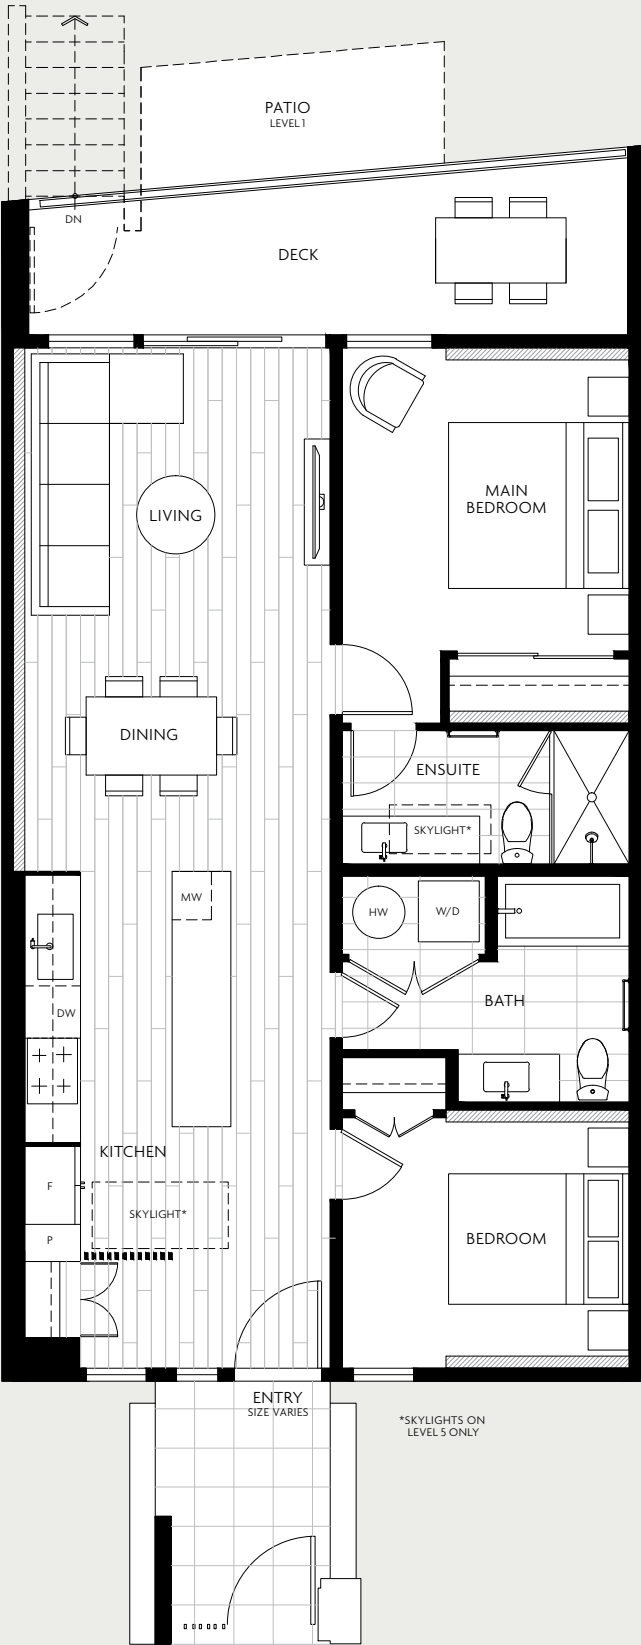 PATIO
LEVEL 1
DN
DECK
LIVING
MAIN
BEDROOM
DINING
ENSUITE
SKYLIGHT*
MW
HW
W/D
DW
BATH
KITCHEN
F
SKYLIGHT*
P
BEDROOM
ENTRY
SIZE VARIES
*SKYLIGHTS ON
LEVEL 5 ONLY